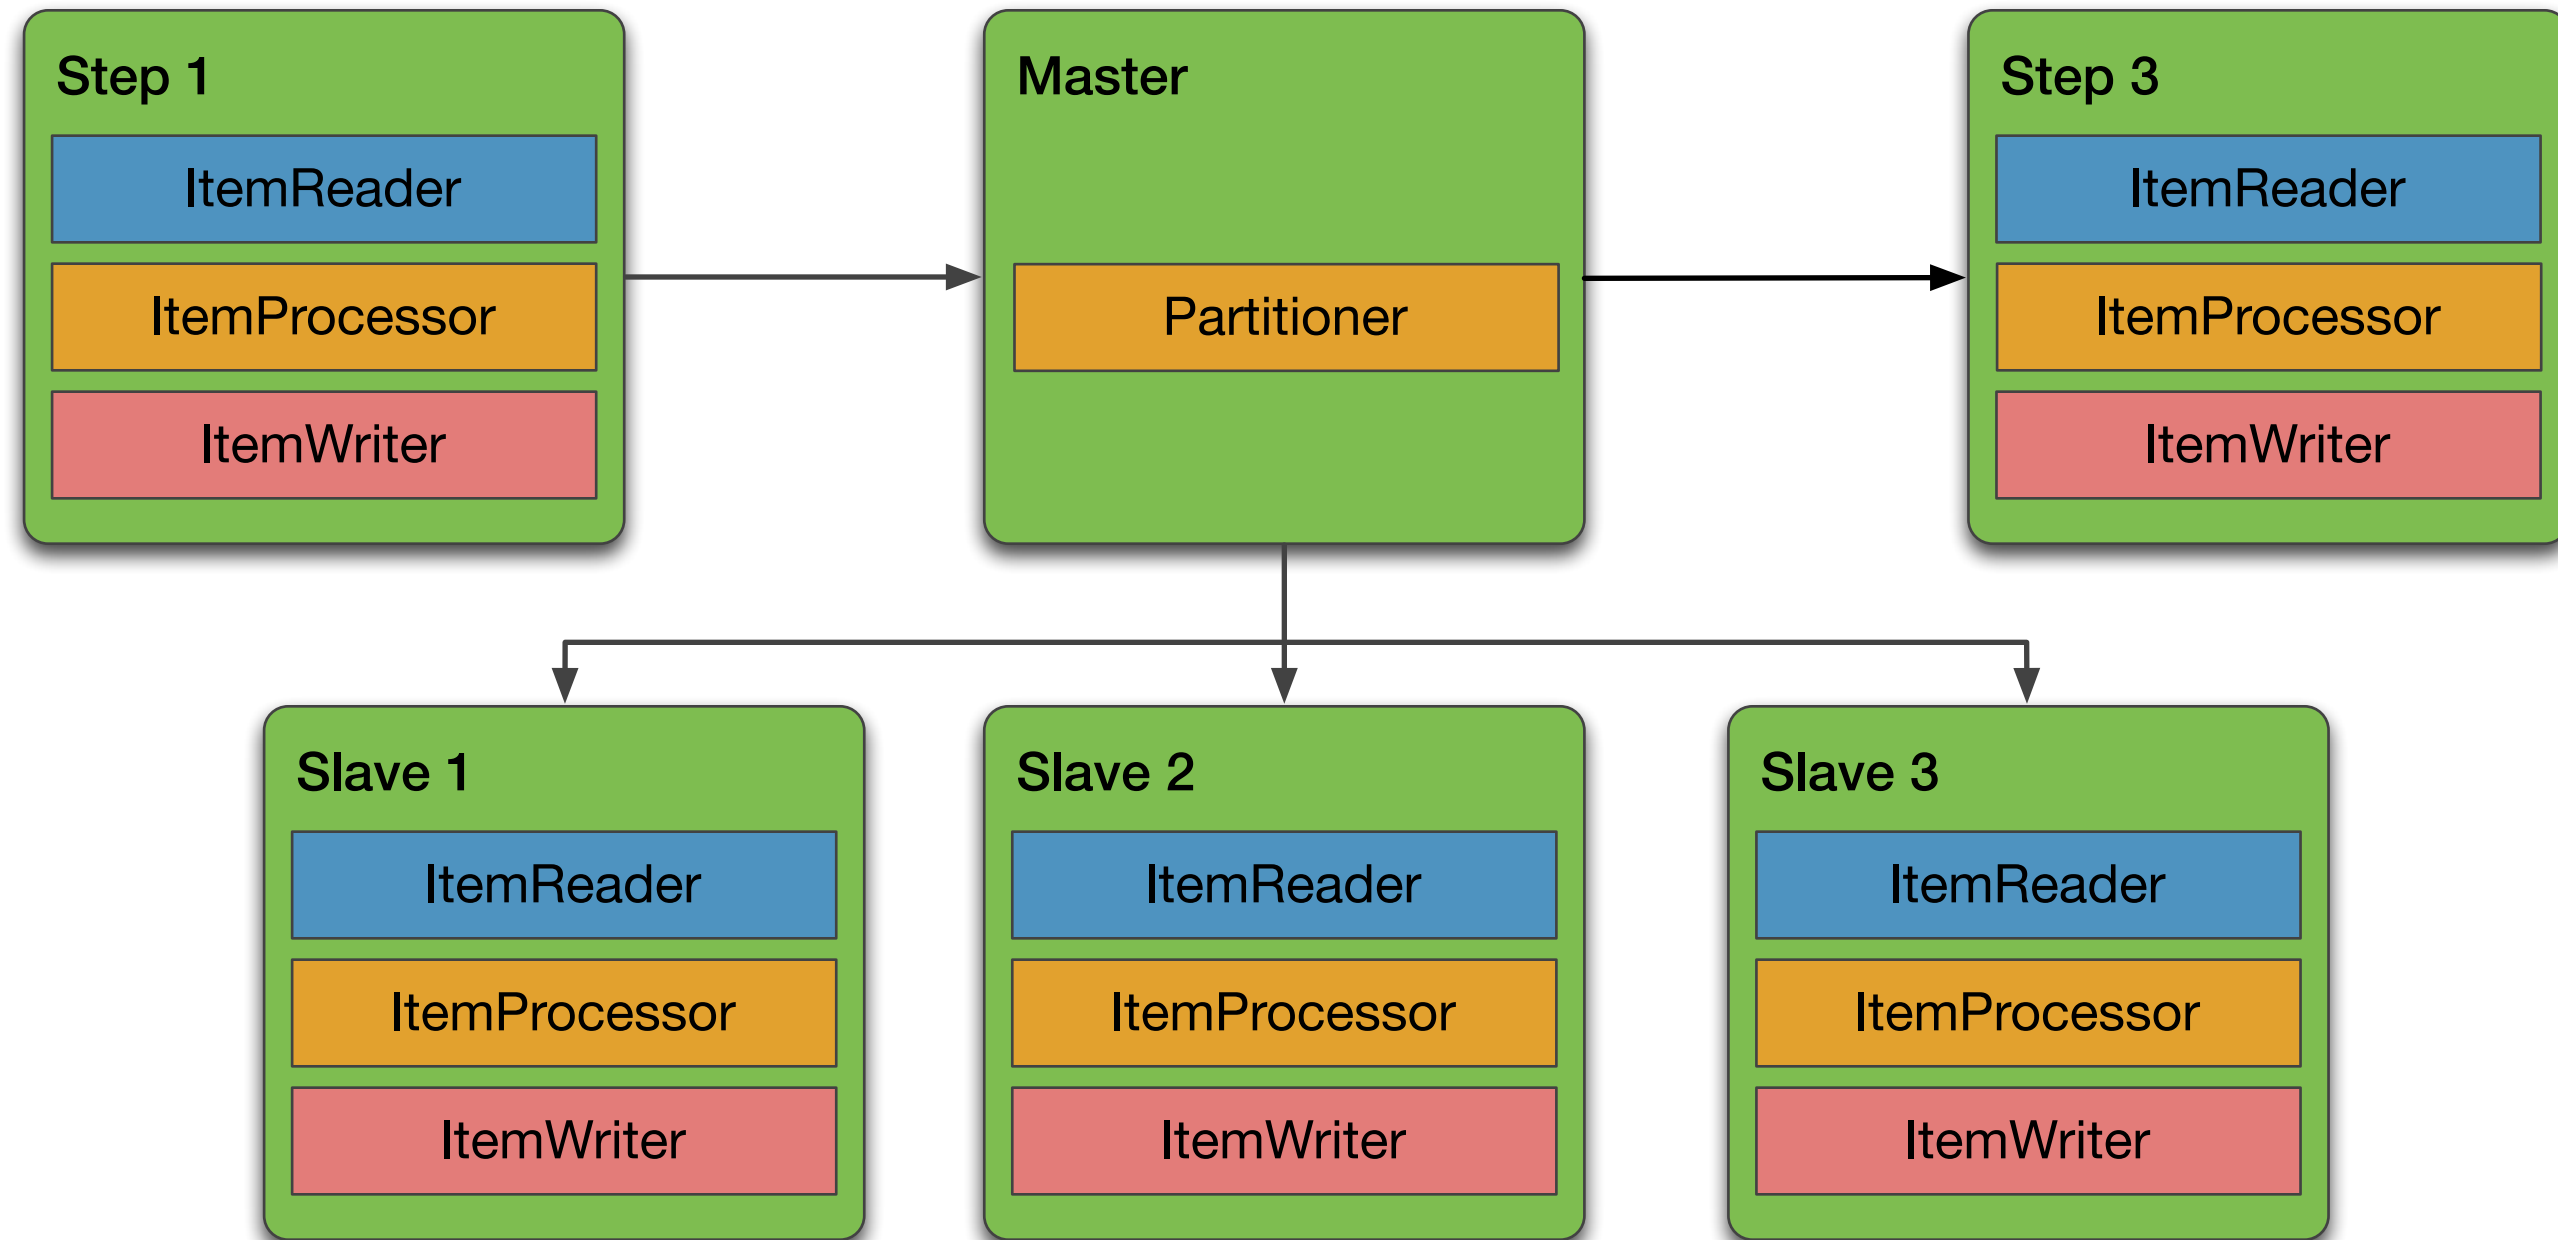 Step 1
ItemReader
ItemProcessor
ItemWriter
Master
Partitioner
Step 3
ItemReader
ItemProcessor
ItemWriter
Slave 1
ItemReader
ItemProcessor
ItemWriter
Slave 2
ItemReader
ItemProcessor
ItemWriter
Slave 3
ItemReader
ItemProcessor
ItemWriter